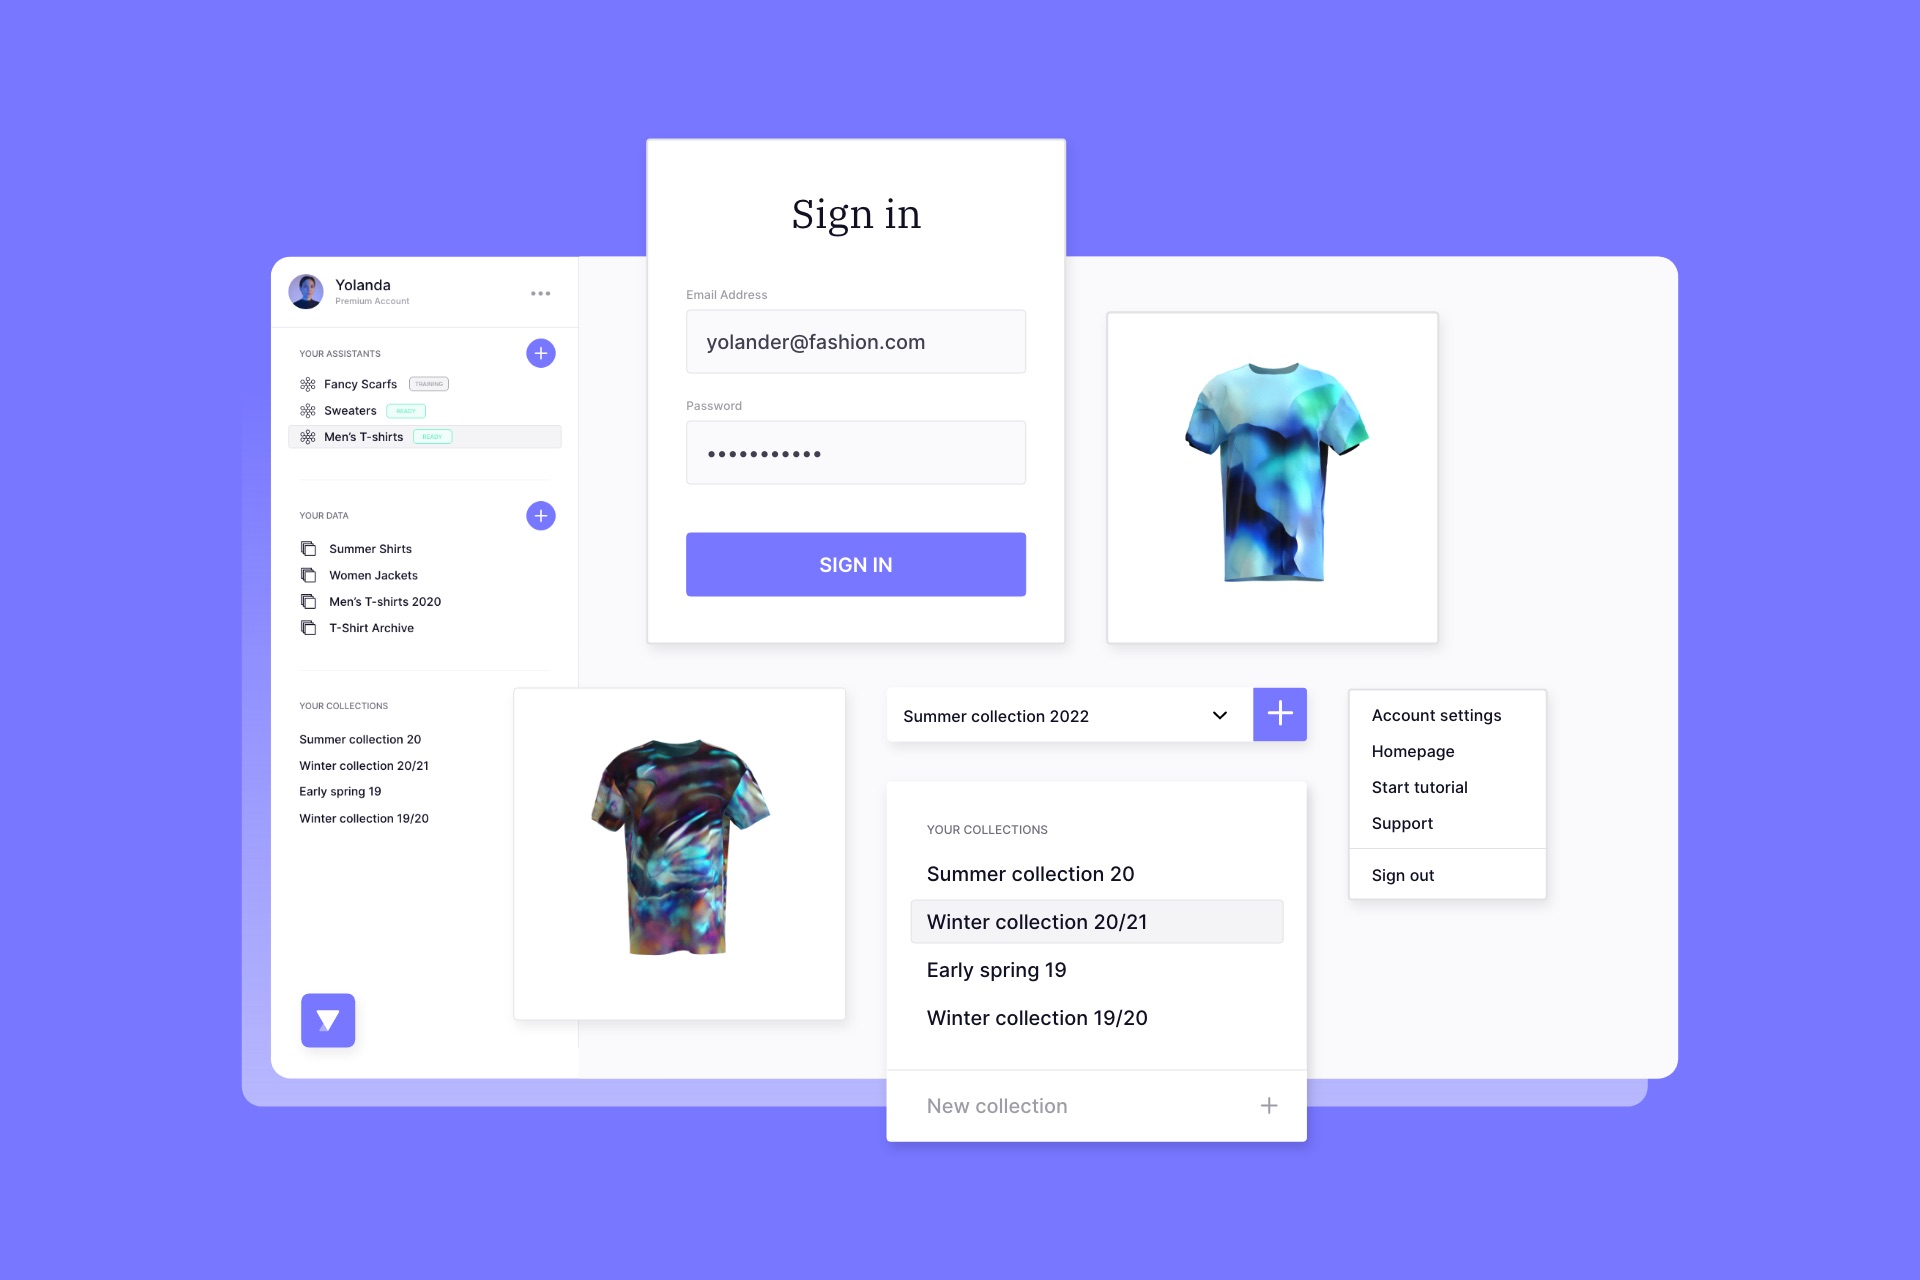 Sign in
Email Address
yolander@fashion.com
Password
SIGN IN
Yolanda
Premium Account
YOUR ASSISTANTS
Fancy Scarfs TRAINING
Sweaters READY
Men's T-shirts READY
YOUR DATA
Summer Shirts
Women Jackets
Men's T-shirts 2020
T-Shirt Archive
YOUR COLLECTIONS
Summer collection 20
Winter collection 20/21
Early spring 19
Winter collection 19/20
Summer collection 2022
YOUR COLLECTIONS
Summer collection 20
Winter collection 20/21
Early spring 19
Winter collection 19/20
New collection
Account settings
Homepage
Start tutorial
Support
Sign out